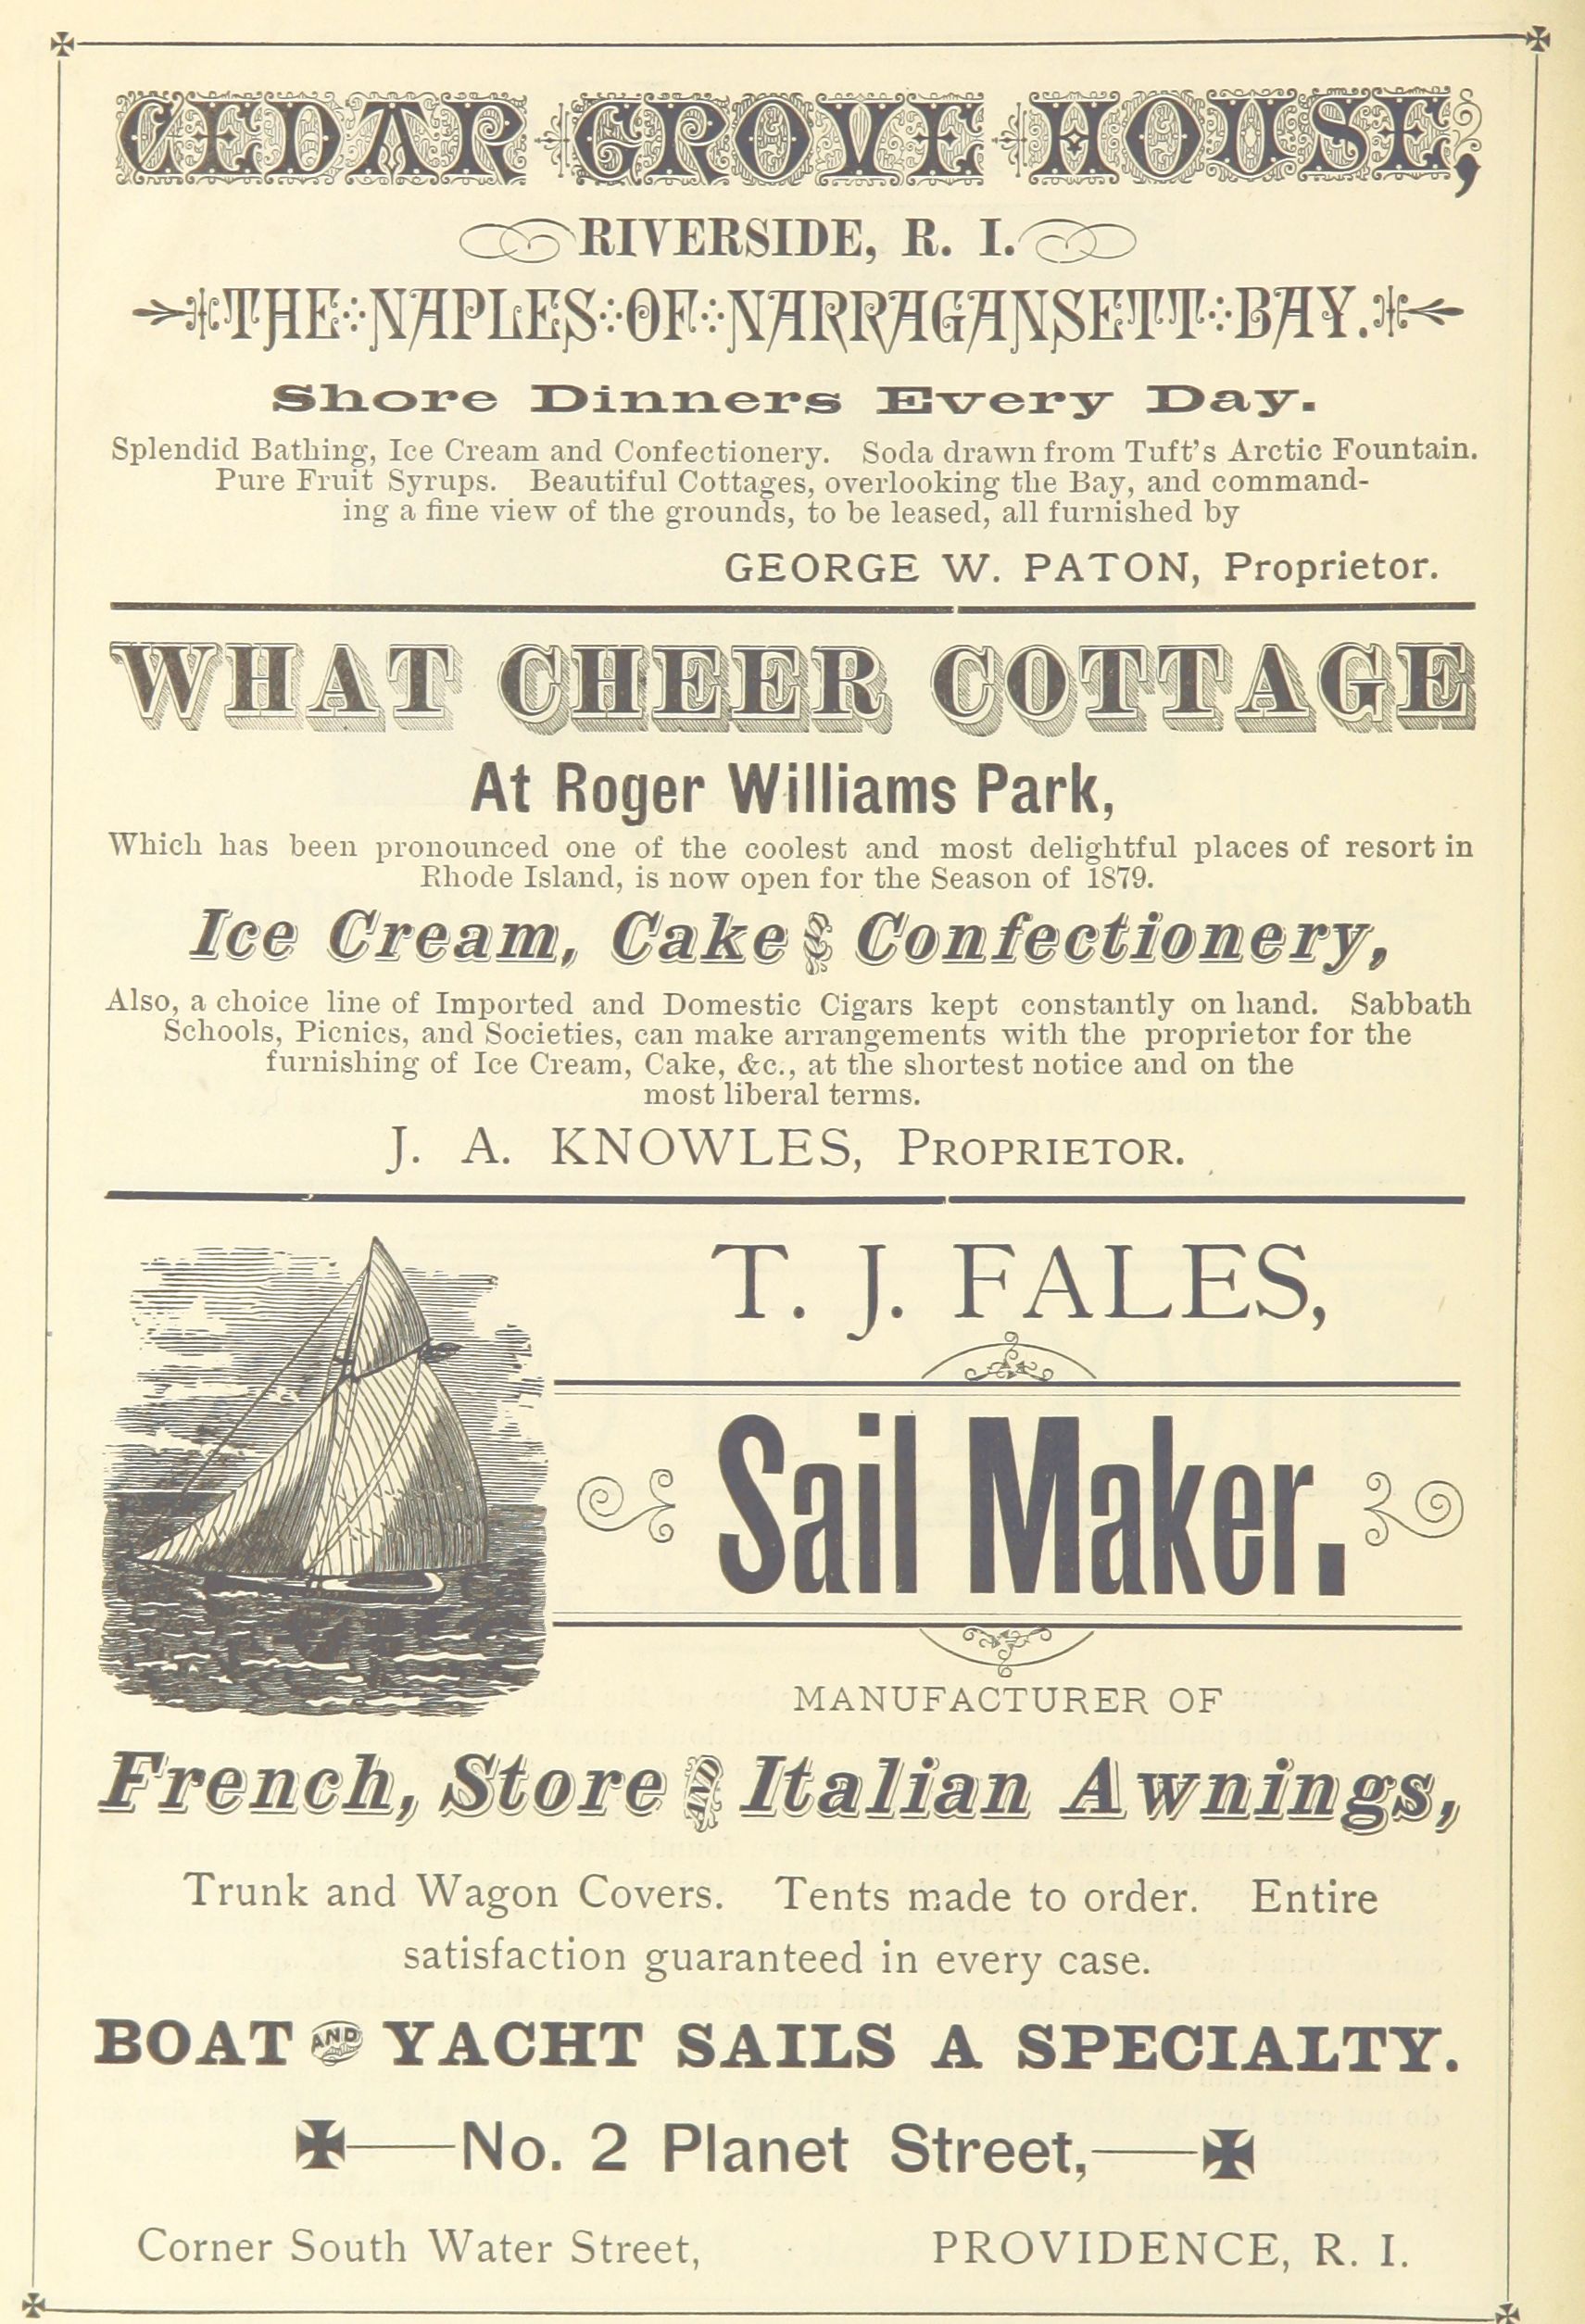 CEDAR GROVE HOUSE,
RIVERSIDE, R. I.
THE NAPLES OF NARRAGANSETT BAY.
Shore Dinners Every Day.
Splendid Bathing, Ice Cream and Confectionery. Soda drawn from Tuft's Arctic Fountain.
Pure Fruit Syrups. Beautiful Cottages, overlooking the Bay, and command-
ing a fine view of the grounds, to be leased, all furnished by
GEORGE W. PATON, Proprietor.
WHAT CHEER COTTAGE
At Roger Williams Park,
Which has been pronounced one of the coolest and most delightful places of resort in
Rhode Island, is now open for the Season of 1879.
Ice Cream, Cake & Confectionery,
Also, a choice line of Imported and Domestic Cigars kept constantly on hand. Sabbath
Schools, Picnics, and Societies, can make arrangements with the proprietor for the
furnishing of Ice Cream, Cake, &c., at the shortest notice and on the
most liberal terms.
J. A. KNOWLES, PROPRIETOR.
T. J. FALES,
Sail Maker.
MANUFACTURER OF
French, Store AND Italian Awnings,
Trunk and Wagon Covers. Tents made to order. Entire
satisfaction guaranteed in every case.
BOAT AND YACHT SAILS A SPECIALTY.
No. 2 Planet Street,
Corner South Water Street, PROVIDENCE, R. I.